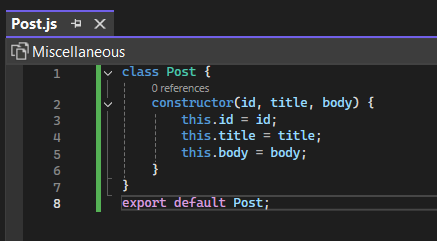 Post.js
Miscellaneous
1 class Post {
0 references
2 constructor(id, title, body) {
3 this.id = id;
4 this.title = title;
5 this.body = body;
6 }
7 }
8 export default Post;